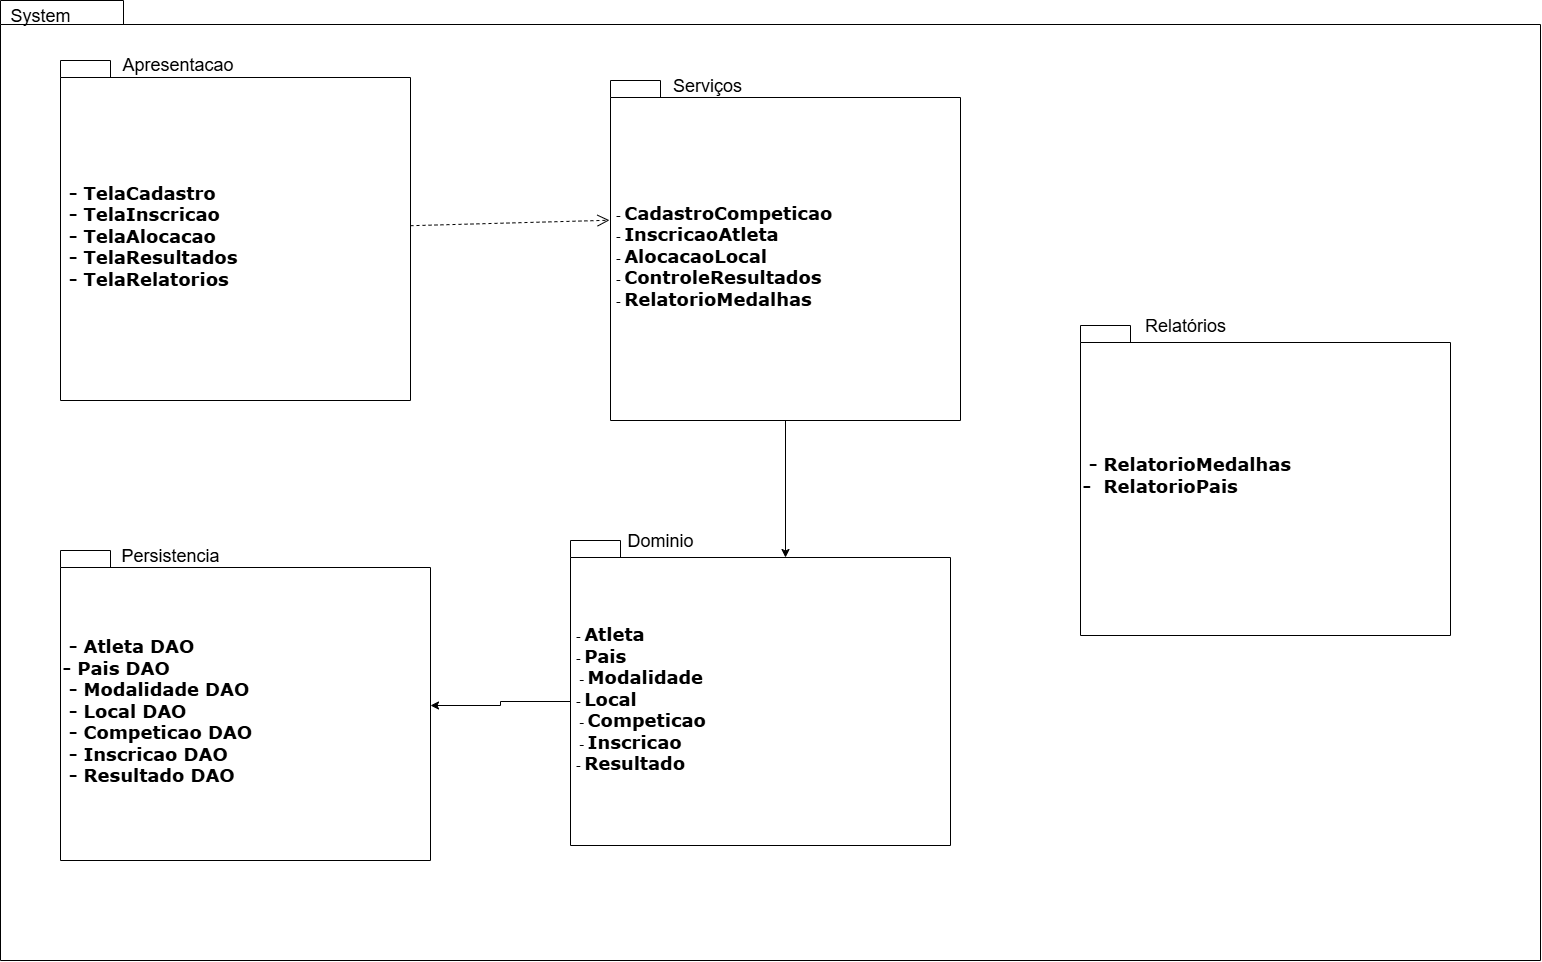 System
Apresentacao
- TelaCadastro
- TelaInscricao
- TelaAlocacao
- TelaResultados
- TelaRelatorios
Serviços
- CadastroCompeticao
- InscricaoAtleta
- AlocacaoLocal
- ControleResultados
- RelatorioMedalhas
Relatórios
- RelatorioMedalhas
- RelatorioPais
Persistencia
- Atleta DAO
- Pais DAO
- Modalidade DAO
- Local DAO
- Competicao DAO
- Inscricao DAO
- Resultado DAO
Dominio
- Atleta
- Pais
- Modalidade
- Local
- Competicao
- Inscricao
- Resultado